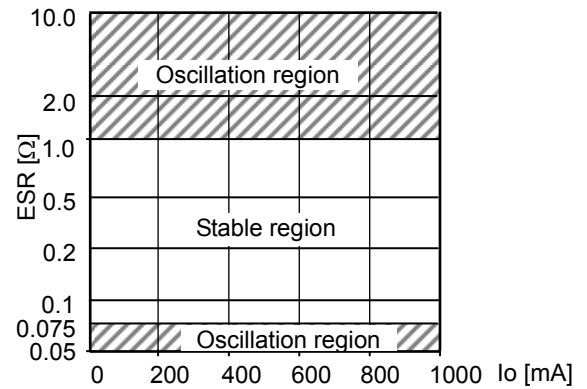 10.0
Oscillation region
2.0
1.0
ESR [Ω]
0.5
Stable region
0.2
0.1
0.075
Oscillation region
0.05
0 200 400 600 800 1000 Io [mA]